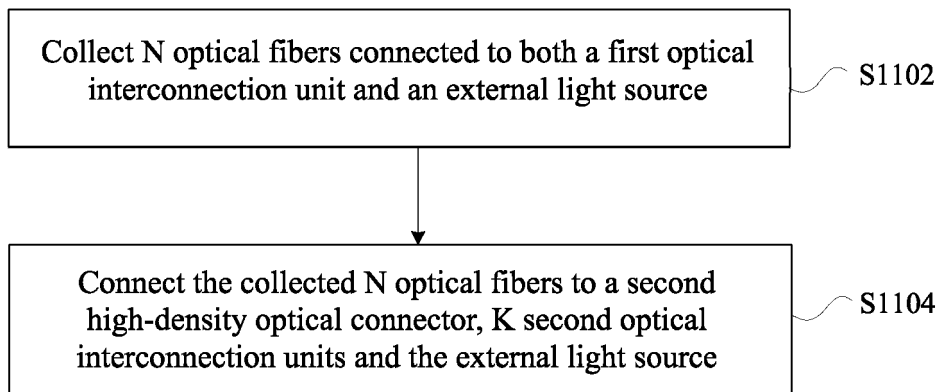 Collect N optical fibers connected to both a first optical
interconnection unit and an external light source
S1102
Connect the collected N optical fibers to a second
high-density optical connector, K second optical
interconnection units and the external light source
S1104